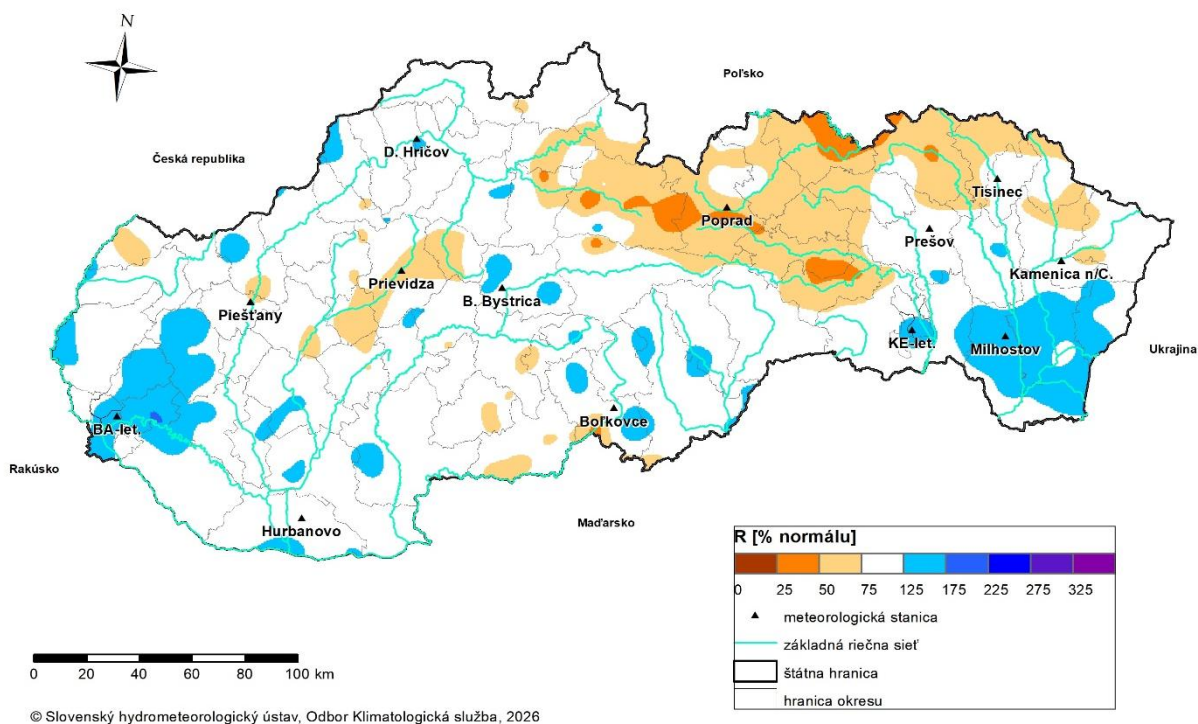 N
Poľsko
Česká republika
D. Hričov
Tisinec
Poprad
Prešov
Prievidza
Kamenica n/C.
B. Bystrica
Piešťany
KE-let.
Milhostov
Ukrajina
BA-let.
Boľkovce
Rakúsko
Maďarsko
Hurbanovo
R [% normálu]
0 25 50 75 125 175 225 275 325
meteorologická stanica
základná riečna sieť
štátna hranica
hranica okresu
0 20 40 60 80 100 km
© Slovenský hydrometeorologický ústav, Odbor Klimatologická služba, 2026